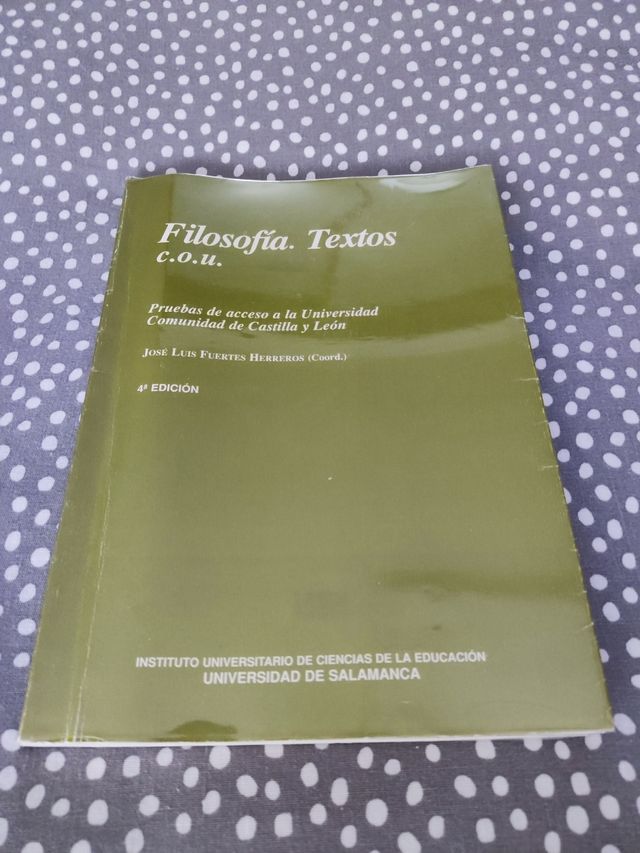 Filosofía. Textos
c.o.u.
Pruebas de acceso a la Universidad
Comunidad de Castilla y León
JOSÉ LUIS FUERTES HERREROS (Coord.)
4ª EDICIÓN
INSTITUTO UNIVERSITARIO DE CIENCIAS DE LA EDUCACIÓN
UNIVERSIDAD DE SALAMANCA